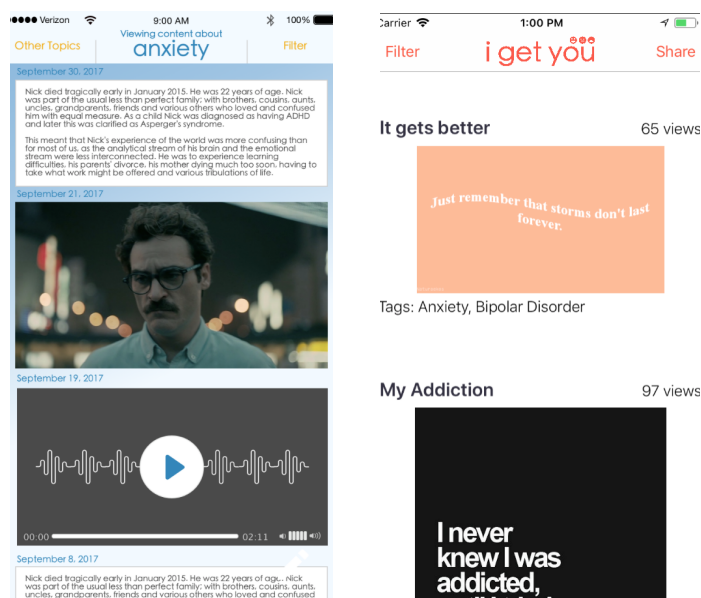 Verizon 9:00 AM 100%
Viewing content about
Other Topics anxiety Filter
September 30, 2017
Nick died tragically early in January 2015. He was 22 years of age. Nick
was part of the usual less than perfect family; with brothers, cousins, aunts,
uncles, grandparents, friends and various others who loved and confused
him with equal measure. As a child Nick was diagnosed as having ADHD
and later this was clarified as Asperger's syndrome.
This meant that Nick's experience of the world was more confusing than
for most of us, as the analytical stream of his brain and the emotional
stream were less interconnected. He was to experience learning
difficulties, his parents' divorce, his mother dying much too soon, having to
take what work might be offered and various tribulations of life.
September 21, 2017
September 19, 2017
00:00 02:11
September 8, 2017
Nick died tragically early in January 2015. He was 22 years of Nick
was part of the usual less than perfect family; with brothers, cousins, aunts,
uncles, grandparents, friends and various others who loved and confused
Carrier 1:00 PM
Filter i get you Share
It gets better 65 views
Just remember that storms don't last
forever.
Tags: Anxiety, Bipolar Disorder
My Addiction 97 views
I never
knew I was
addicted,